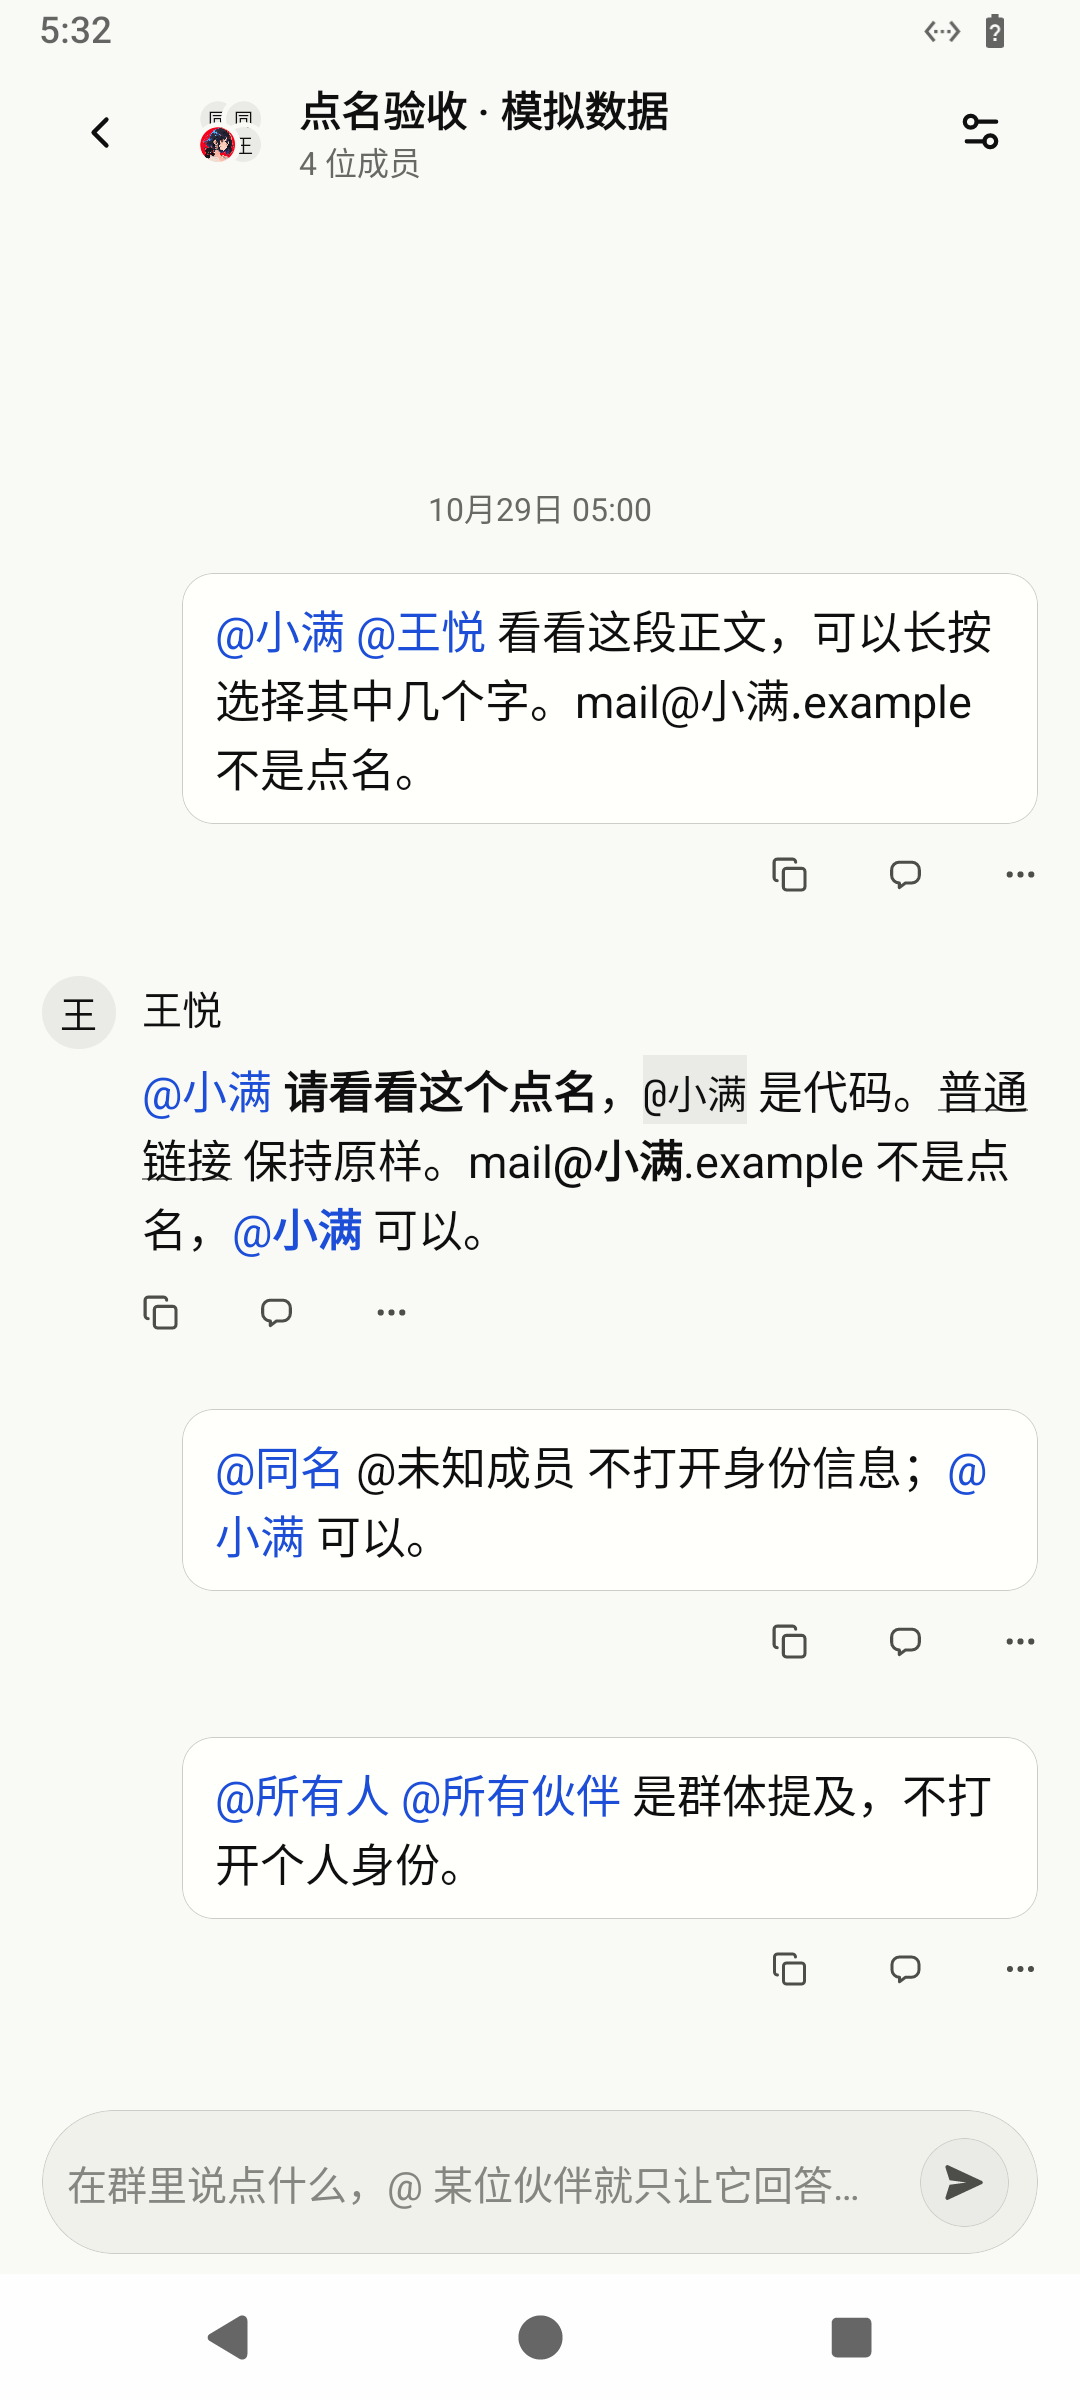 5:32
点名验收 · 模拟数据
4 位成员
10月29日 05:00
@小满 @王悦 看看这段正文，可以长按
选择其中几个字。mail@小满.example
不是点名。
王 王悦
@小满 请看看这个点名，@小满 是代码。普通
链接 保持原样。mail@小满.example 不是点
名，@小满 可以。
@同名 @未知成员 不打开身份信息；@
小满 可以。
@所有人 @所有伙伴 是群体提及，不打
开个人身份。
在群里说点什么，@ 某位伙伴就只让它回答...